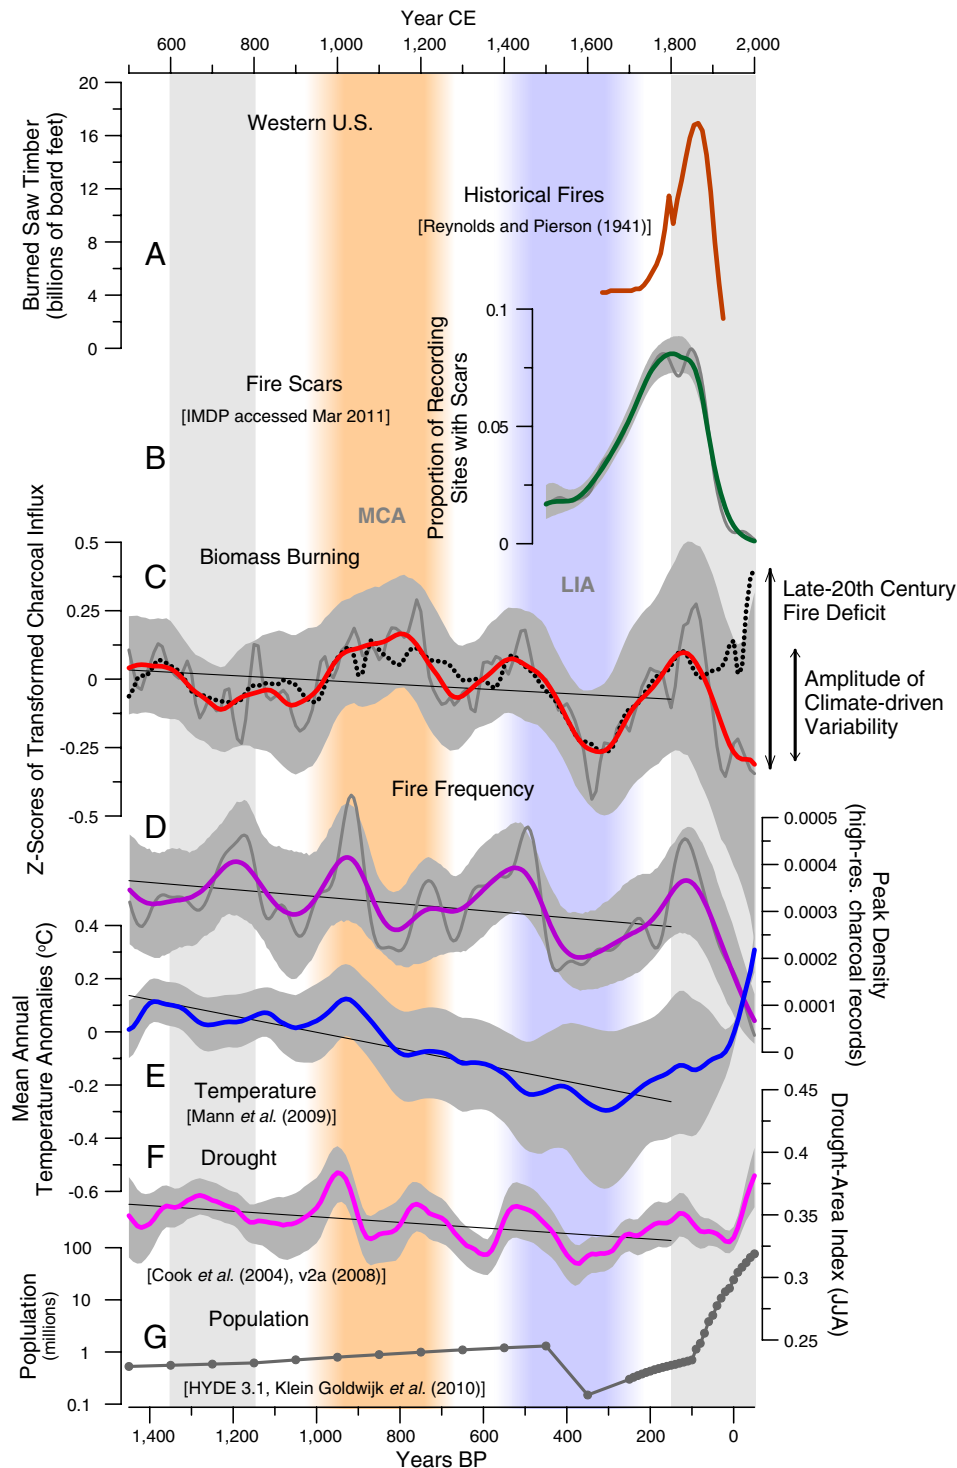 Year CE
600 800 1,000 1,200 1,400 1,600 1,800 2,000
Burned Saw Timber
(billions of board feet)
20
16
12
8
4
0
Western U.S.
Historical Fires
[Reynolds and Pierson (1941)]
A
Proportion of Recording
Sites with Scars
0.1
0.05
0
Fire Scars
[IMDP accessed Mar 2011]
B
MCA
LIA
Z-Scores of Transformed Charcoal Influx
0.5
0.25
0
-0.25
-0.5
C
Biomass Burning
Late-20th Century
Fire Deficit
Amplitude of
Climate-driven
Variability
Fire Frequency
D
0.0005
0.0004
0.0003
0.0002
0.0001
0
Peak Density
(high-res. charcoal records)
Mean Annual
Temperature Anomalies (oC)
0.4
0.2
0
-0.2
-0.4
-0.6
E
Temperature
[Mann et al. (2009)]
F
Drought
[Cook et al. (2004), v2a (2008)]
0.45
0.40
0.35
0.30
0.25
Drought-Area Index (JJA)
Poplulation
(millions)
100
10
1
0.1
G
Population
[HYDE 3.1, Klein Goldwijk et al. (2010)]
1,400 1,200 1,000 800 600 400 200 0
Years BP